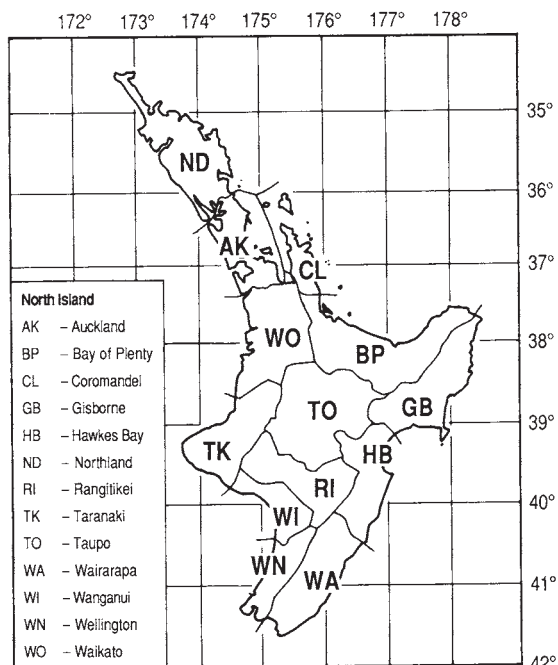 172° 173° 174° 175° 176° 177° 178°
35°
ND
36°
AK
CL
37°
North Island
AK – Auckland
BP – Bay of Plenty
CL – Coromandel
GB – Gisborne
HB – Hawkes Bay
ND – Northland
RI – Rangitikei
TK – Taranaki
TO – Taupo
WA – Wairarapa
WI – Wanganui
WN – Wellington
WO – Waikato
WO
38°
BP
TO
GB
39°
TK
HB
RI
40°
WI
WN
WA
41°
42°